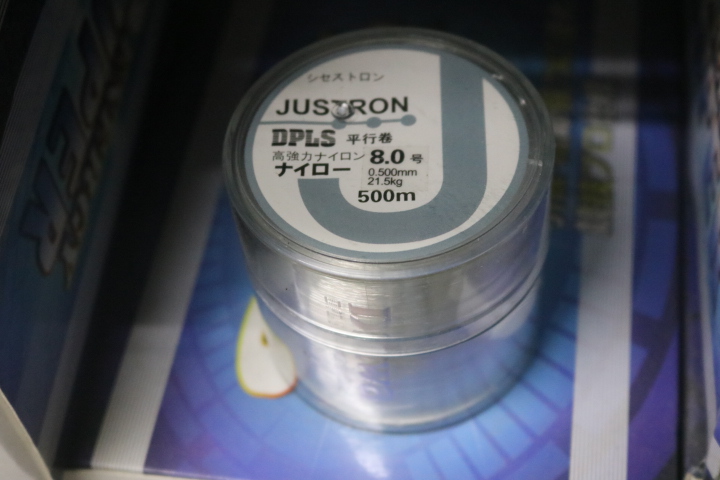 シセストロン
JUSTRON
DPLS 平行卷
高強力ナイロン 8.0 号
ナイロー 0.500mm
21.5kg
500m